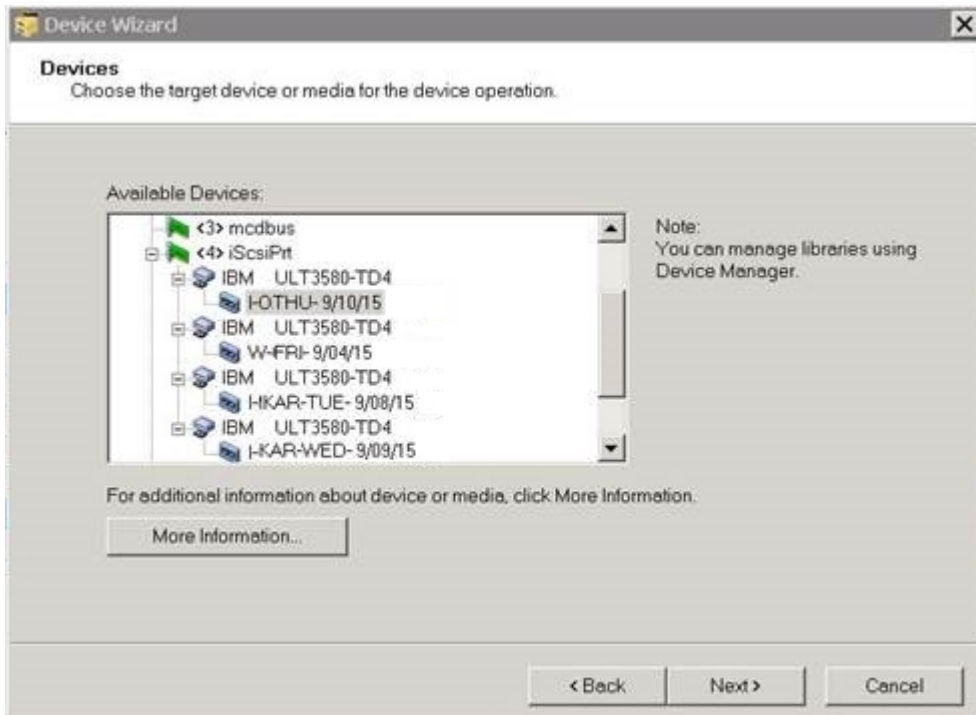 Device Wizard
Devices
Choose the target device or media for the device operation.
Available Devices:
<3> mcdbus
<4> iScsiPrt
IBM ULT3580-TD4
I-OTHU- 9/10/15
IBM ULT3580-TD4
W-FRI- 9/04/15
IBM ULT3580-TD4
I-IKAR-TUE- 9/08/15
IBM ULT3580-TD4
I-KAR-WED- 9/09/15
Note:
You can manage libraries using
Device Manager.
For additional information about device or media, click More Information.
More Information...
< Back
Next >
Cancel